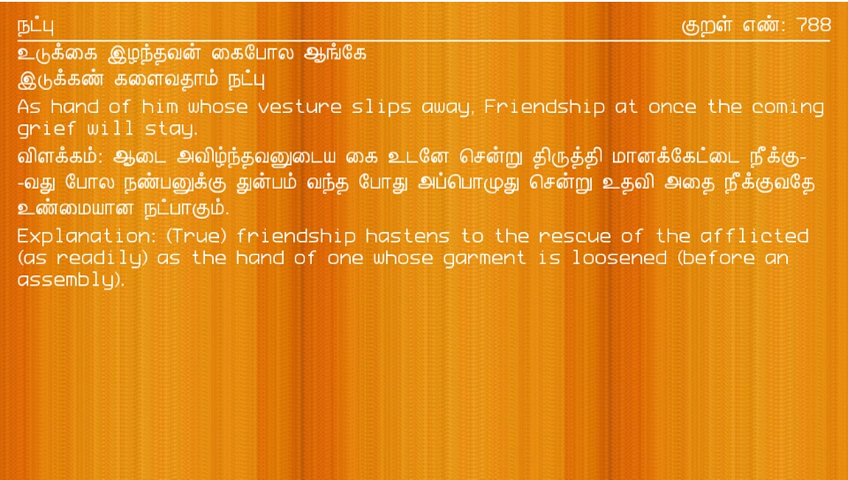 நட்பு குறள் எண்: 788
உடுக்கை இழந்தவன் கைபோல ஆங்கே
இடுக்கண் களைவதாம் நட்பு
As hand of him whose vesture slips away, Friendship at once the coming
grief will stay.
விளக்கம்: ஆடை அவிழ்ந்தவனுடைய கை உடனே சென்று திருத்தி மானக்கேட்டை நீக்கு-
-வது போல நண்பனுக்கு துன்பம் வந்த போது அப்பொழுது சென்று உதவி அதை நீக்குவதே
உண்மையான நட்பாகும்.
Explanation: (True) friendship hastens to the rescue of the afflicted
(as readily) as the hand of one whose garment is loosened (before an
assembly).